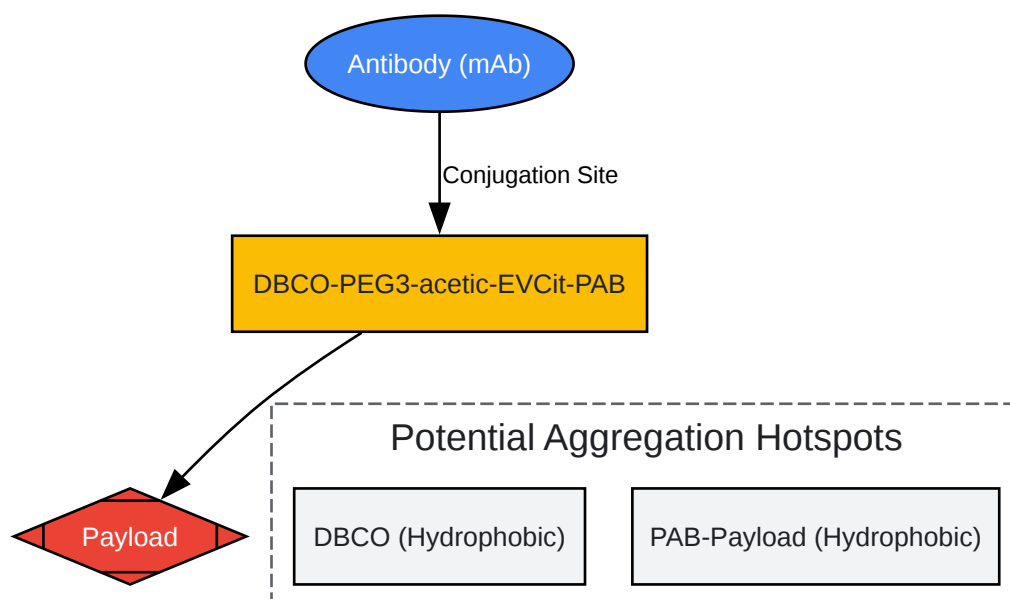 Antibody (mAb)
Conjugation Site
DBCO-PEG3-acetic-EVCit-PAB
Potential Aggregation Hotspots
Payload
DBCO (Hydrophobic)
PAB-Payload (Hydrophobic)